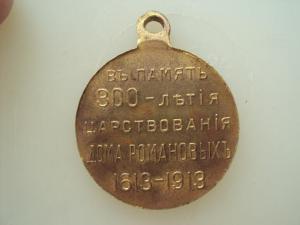 ВЪ ПАМЯТЬ
300-ЛѢТІЯ
ЦАРСТВОВАНІЯ
ДОМА РОМАНОВЫХЪ
1613-1913